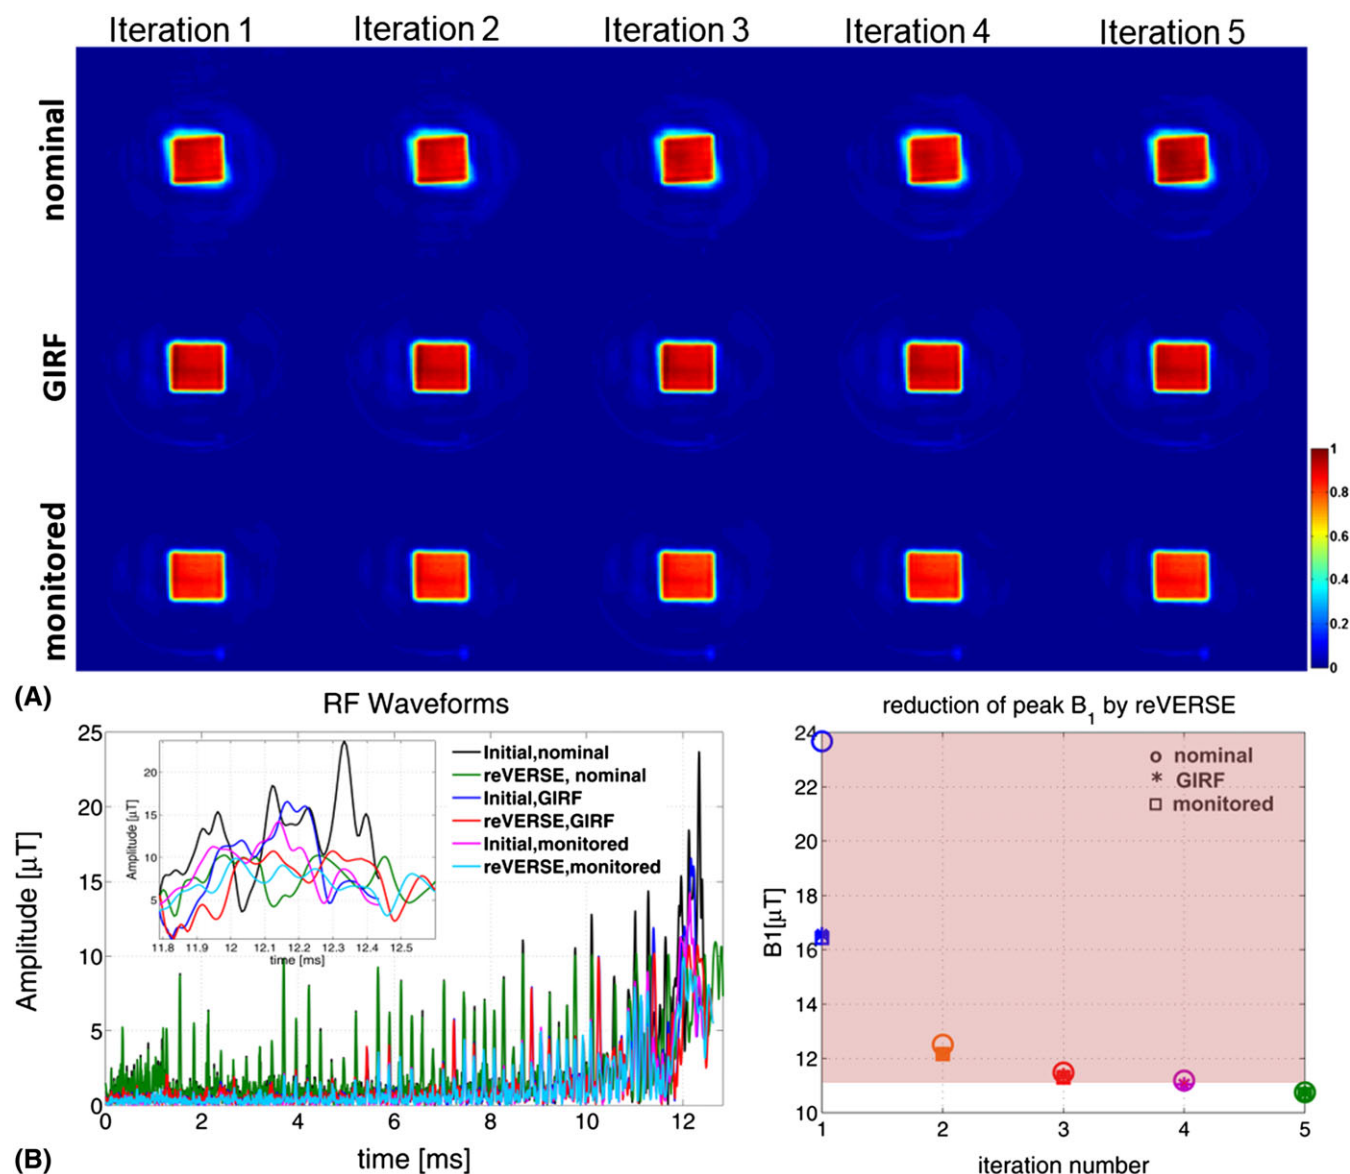 Iteration 1 Iteration 2 Iteration 3 Iteration 4 Iteration 5
nominal
GIRF
monitored
1
0.8
0.6
0.4
0.2
0
(A)
RF Waveforms
25
20
15
10
5
0
Amplitude [μT]
0 2 4 6 8 10 12
time [ms]
20
15
10
5
Amplitude [μT]
11.8 11.9 12 12.1 12.2 12.3 12.4 12.5
time [ms]
Initial,nominal
reVERSE, nominal
Initial,GIRF
reVERSE,GIRF
Initial,monitored
reVERSE,monitored
(B)
reduction of peak B1 by reVERSE
24
22
20
18
16
14
12
10
B1[μT]
nominal
GIRF
monitored
1 2 3 4 5
iteration number